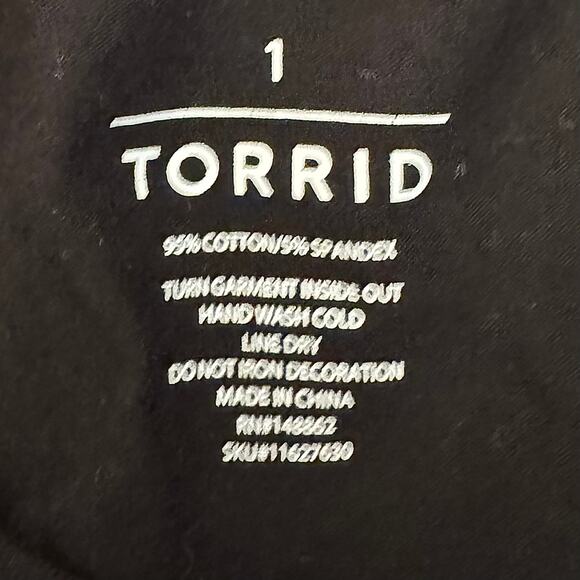 1
TORRID
95% COTTON/5% SPANDEX
TURN GARMENT INSIDE OUT
HAND WASH COLD
LINE DRY
DO NOT IRON DECORATION
MADE IN CHINA
RN#148862
SKU#11627630